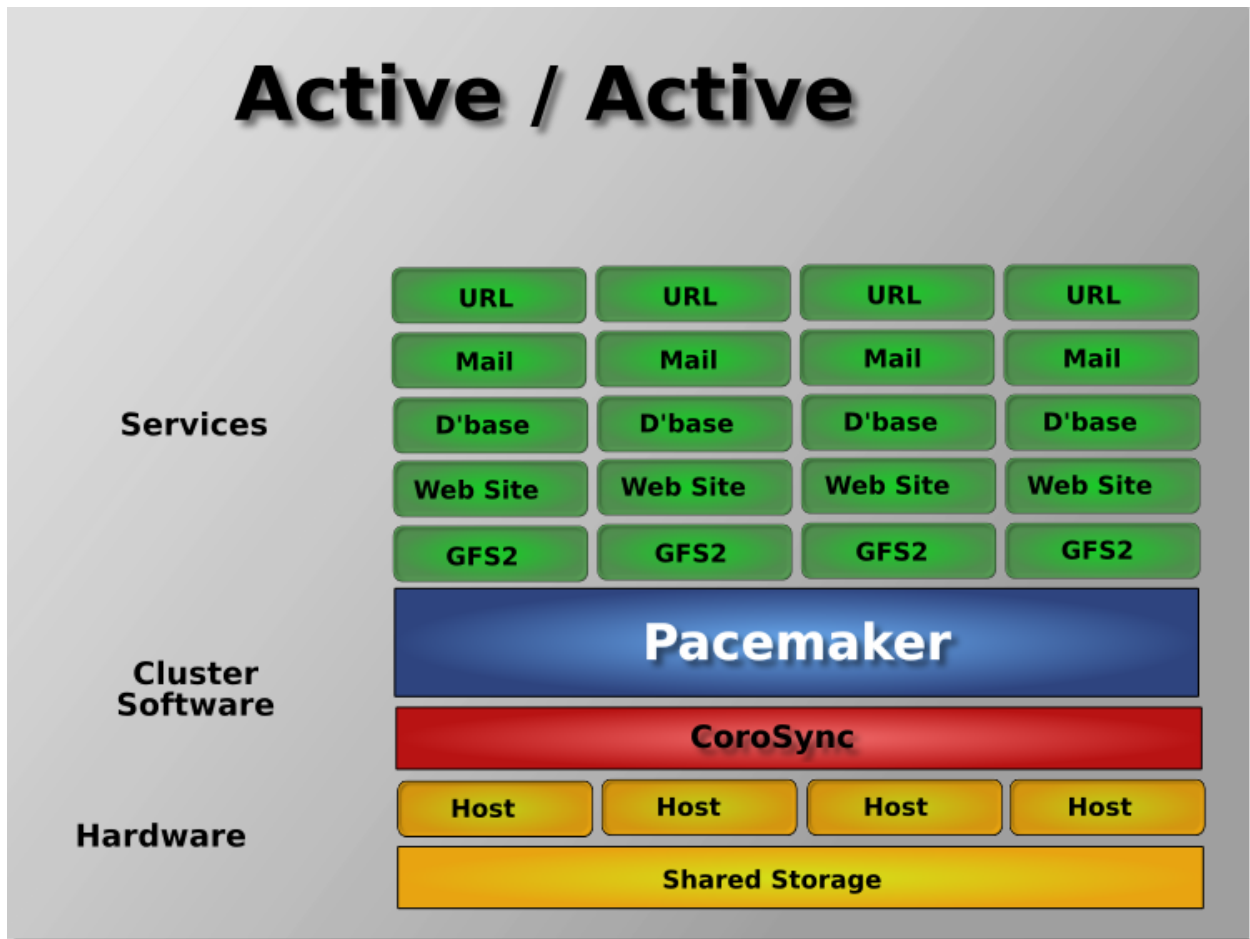 Active / Active
URL URL URL URL
Mail Mail Mail Mail
Services
D'base D'base D'base D'base
Web Site Web Site Web Site Web Site
GFS2 GFS2 GFS2 GFS2
Cluster
Software
Pacemaker
CoroSync
Hardware
Host Host Host Host
Shared Storage